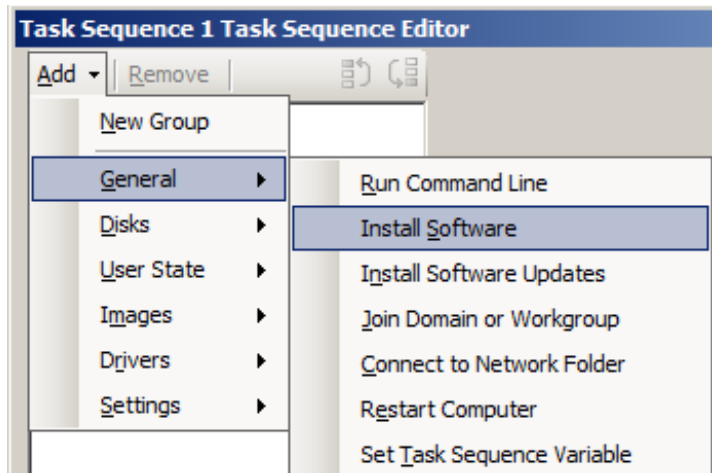 Task Sequence 1 Task Sequence Editor
Add Remove
New Group
General
Disks
User State
Images
Drivers
Settings
Run Command Line
Install Software
Install Software Updates
Join Domain or Workgroup
Connect to Network Folder
Restart Computer
Set Task Sequence Variable